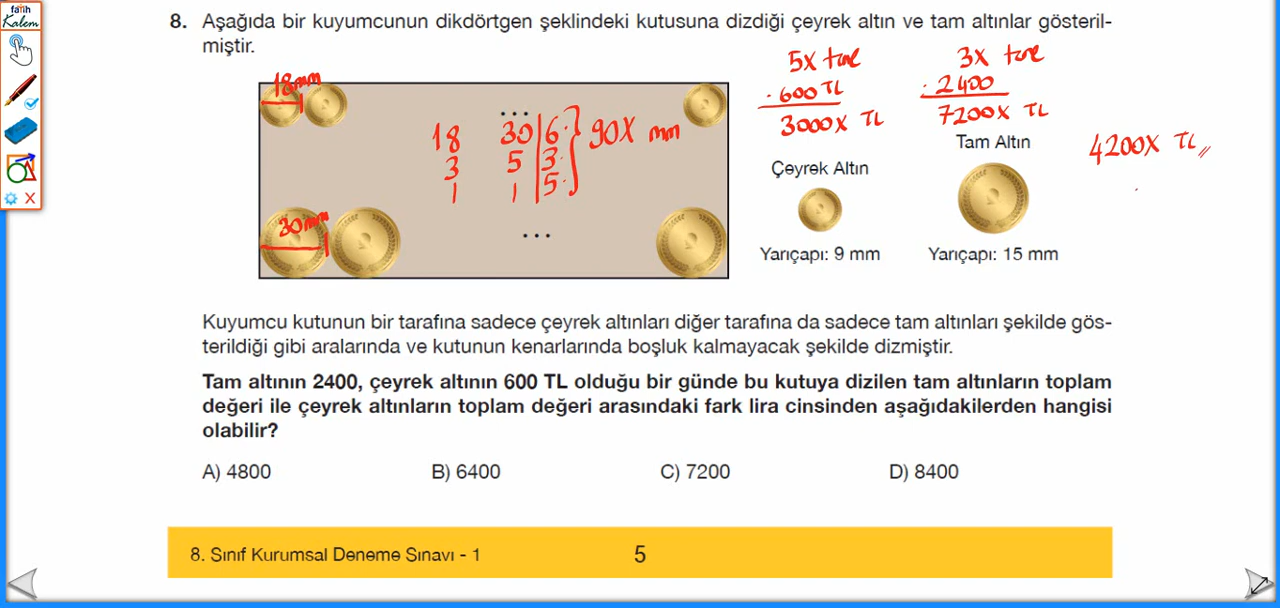 fatih
Kalem
8. Aşağıda bir kuyumcunun dikdörtgen şeklindeki kutusuna dizdiği çeyrek altın ve tam altınlar gösteril-
miştir.
18mm
...
18 30 6
3 5 3
1 1 5
90x mm
30mm
...
5x tane
. 600 TL
3000x TL
Çeyrek Altın
Yarıçapı: 9 mm
3x tane
. 2400
7200x TL
Tam Altın
Yarıçapı: 15 mm
4200x TL
Kuyumcu kutunun bir tarafına sadece çeyrek altınları diğer tarafına da sadece tam altınları şekilde gös-
terildiği gibi aralarında ve kutunun kenarlarında boşluk kalmayacak şekilde dizmiştir.
Tam altının 2400, çeyrek altının 600 TL olduğu bir günde bu kutuya dizilen tam altınların toplam
değeri ile çeyrek altınların toplam değeri arasındaki fark lira cinsinden aşağıdakilerden hangisi
olabilir?
A) 4800 B) 6400 C) 7200 D) 8400
8. Sınıf Kurumsal Deneme Sınavı - 1 5